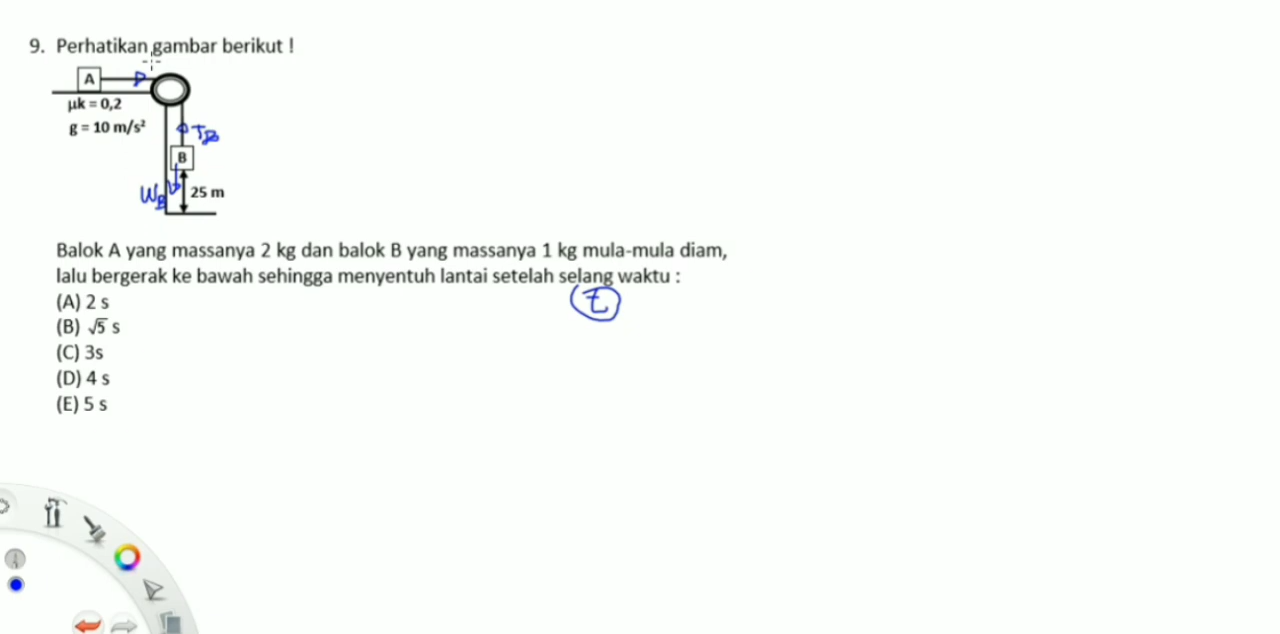 9. Perhatikan gambar berikut !
A
μk = 0,2
g = 10 m/s²
TB
B
WB
25 m
Balok A yang massanya 2 kg dan balok B yang massanya 1 kg mula-mula diam,
lalu bergerak ke bawah sehingga menyentuh lantai setelah selang waktu :
t
(A) 2 s
(B) √5 s
(C) 3s
(D) 4 s
(E) 5 s